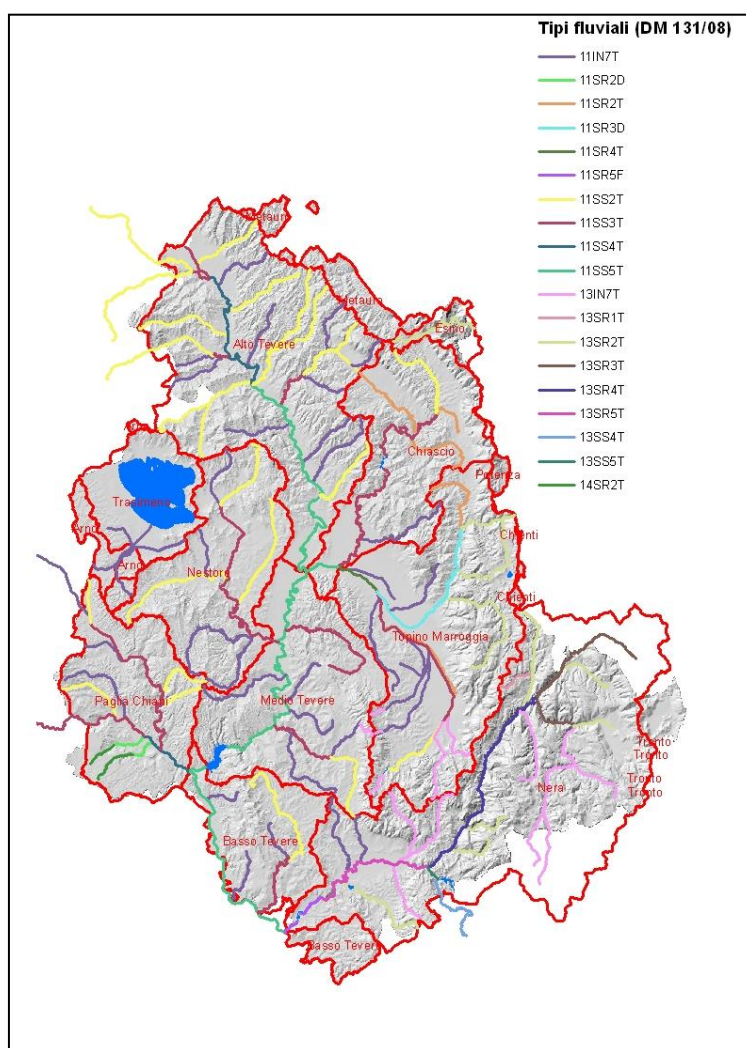 Tipi fluviali (DM 131/08)
11IN7T
11SR2D
11SR2T
11SR3D
11SR4T
11SR5F
11SS2T
11SS3T
11SS4T
11SS5T
13IN7T
13SR1T
13SR2T
13SR3T
13SR4T
13SR5T
13SS4T
13SS5T
14SR2T
Metauro
Metauro
Esino
Alto Tevere
Chiascio
Potenza
Trasimeno
Arno
Arno
Chienti
Nestore
Chienti
Topino Marroggia
Paglia Chiani
Medio Tevere
Tronto
Tronto
Tronto
Tronto
Nera
Basso Tevere
Basso Tevere